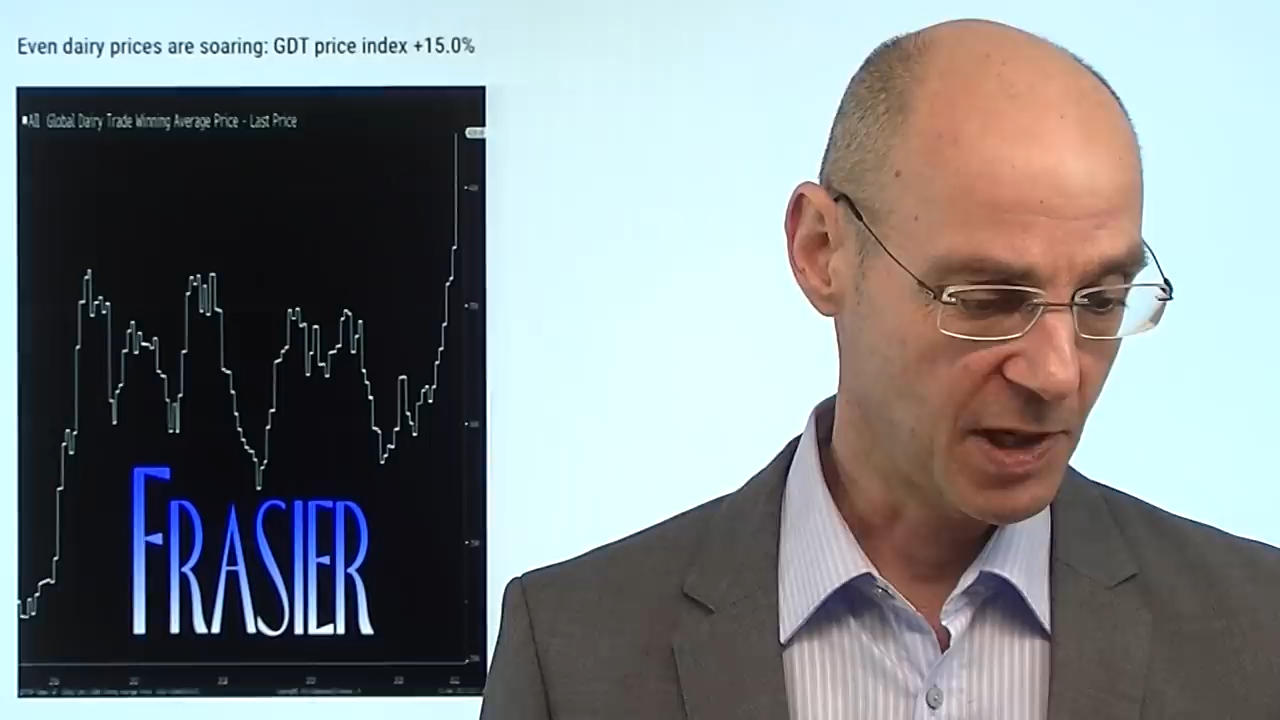 Even dairy prices are soaring: GDT price index +15.0%
All Global Dairy Trade Winning Average Price - Last Price
FRASIER